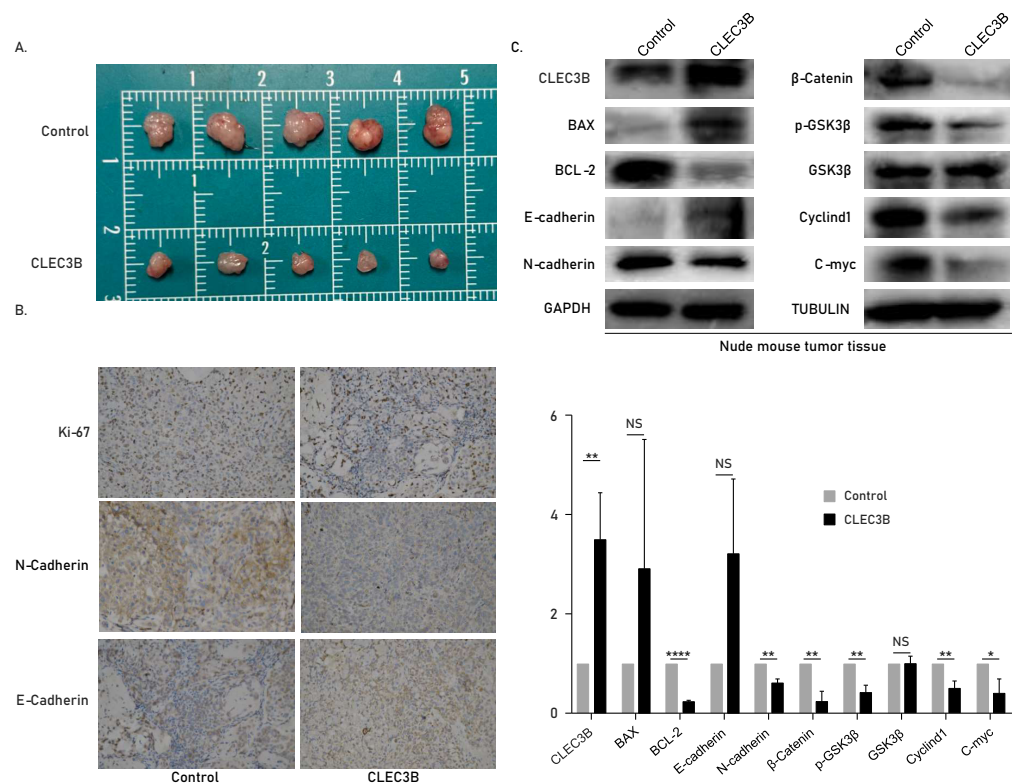 A.
1 2 3 4 5
Control
1
1
2
CLEC3B
2
3
B.
Ki-67
N-Cadherin
E-Cadherin
Control CLEC3B
C.
Control CLEC3B
CLEC3B
BAX
BCL-2
E-cadherin
N-cadherin
GAPDH
Control CLEC3B
β-Catenin
p-GSK3β
GSK3β
Cyclind1
C-myc
TUBULIN
Nude mouse tumor tissue
6
4
2
0
** NS **** NS ** ** ** NS ** *
Control
CLEC3B
CLEC3B BAX BCL-2 E-cadherin N-cadherin β-Catenin p-GSK3β GSK3β Cyclind1 C-myc